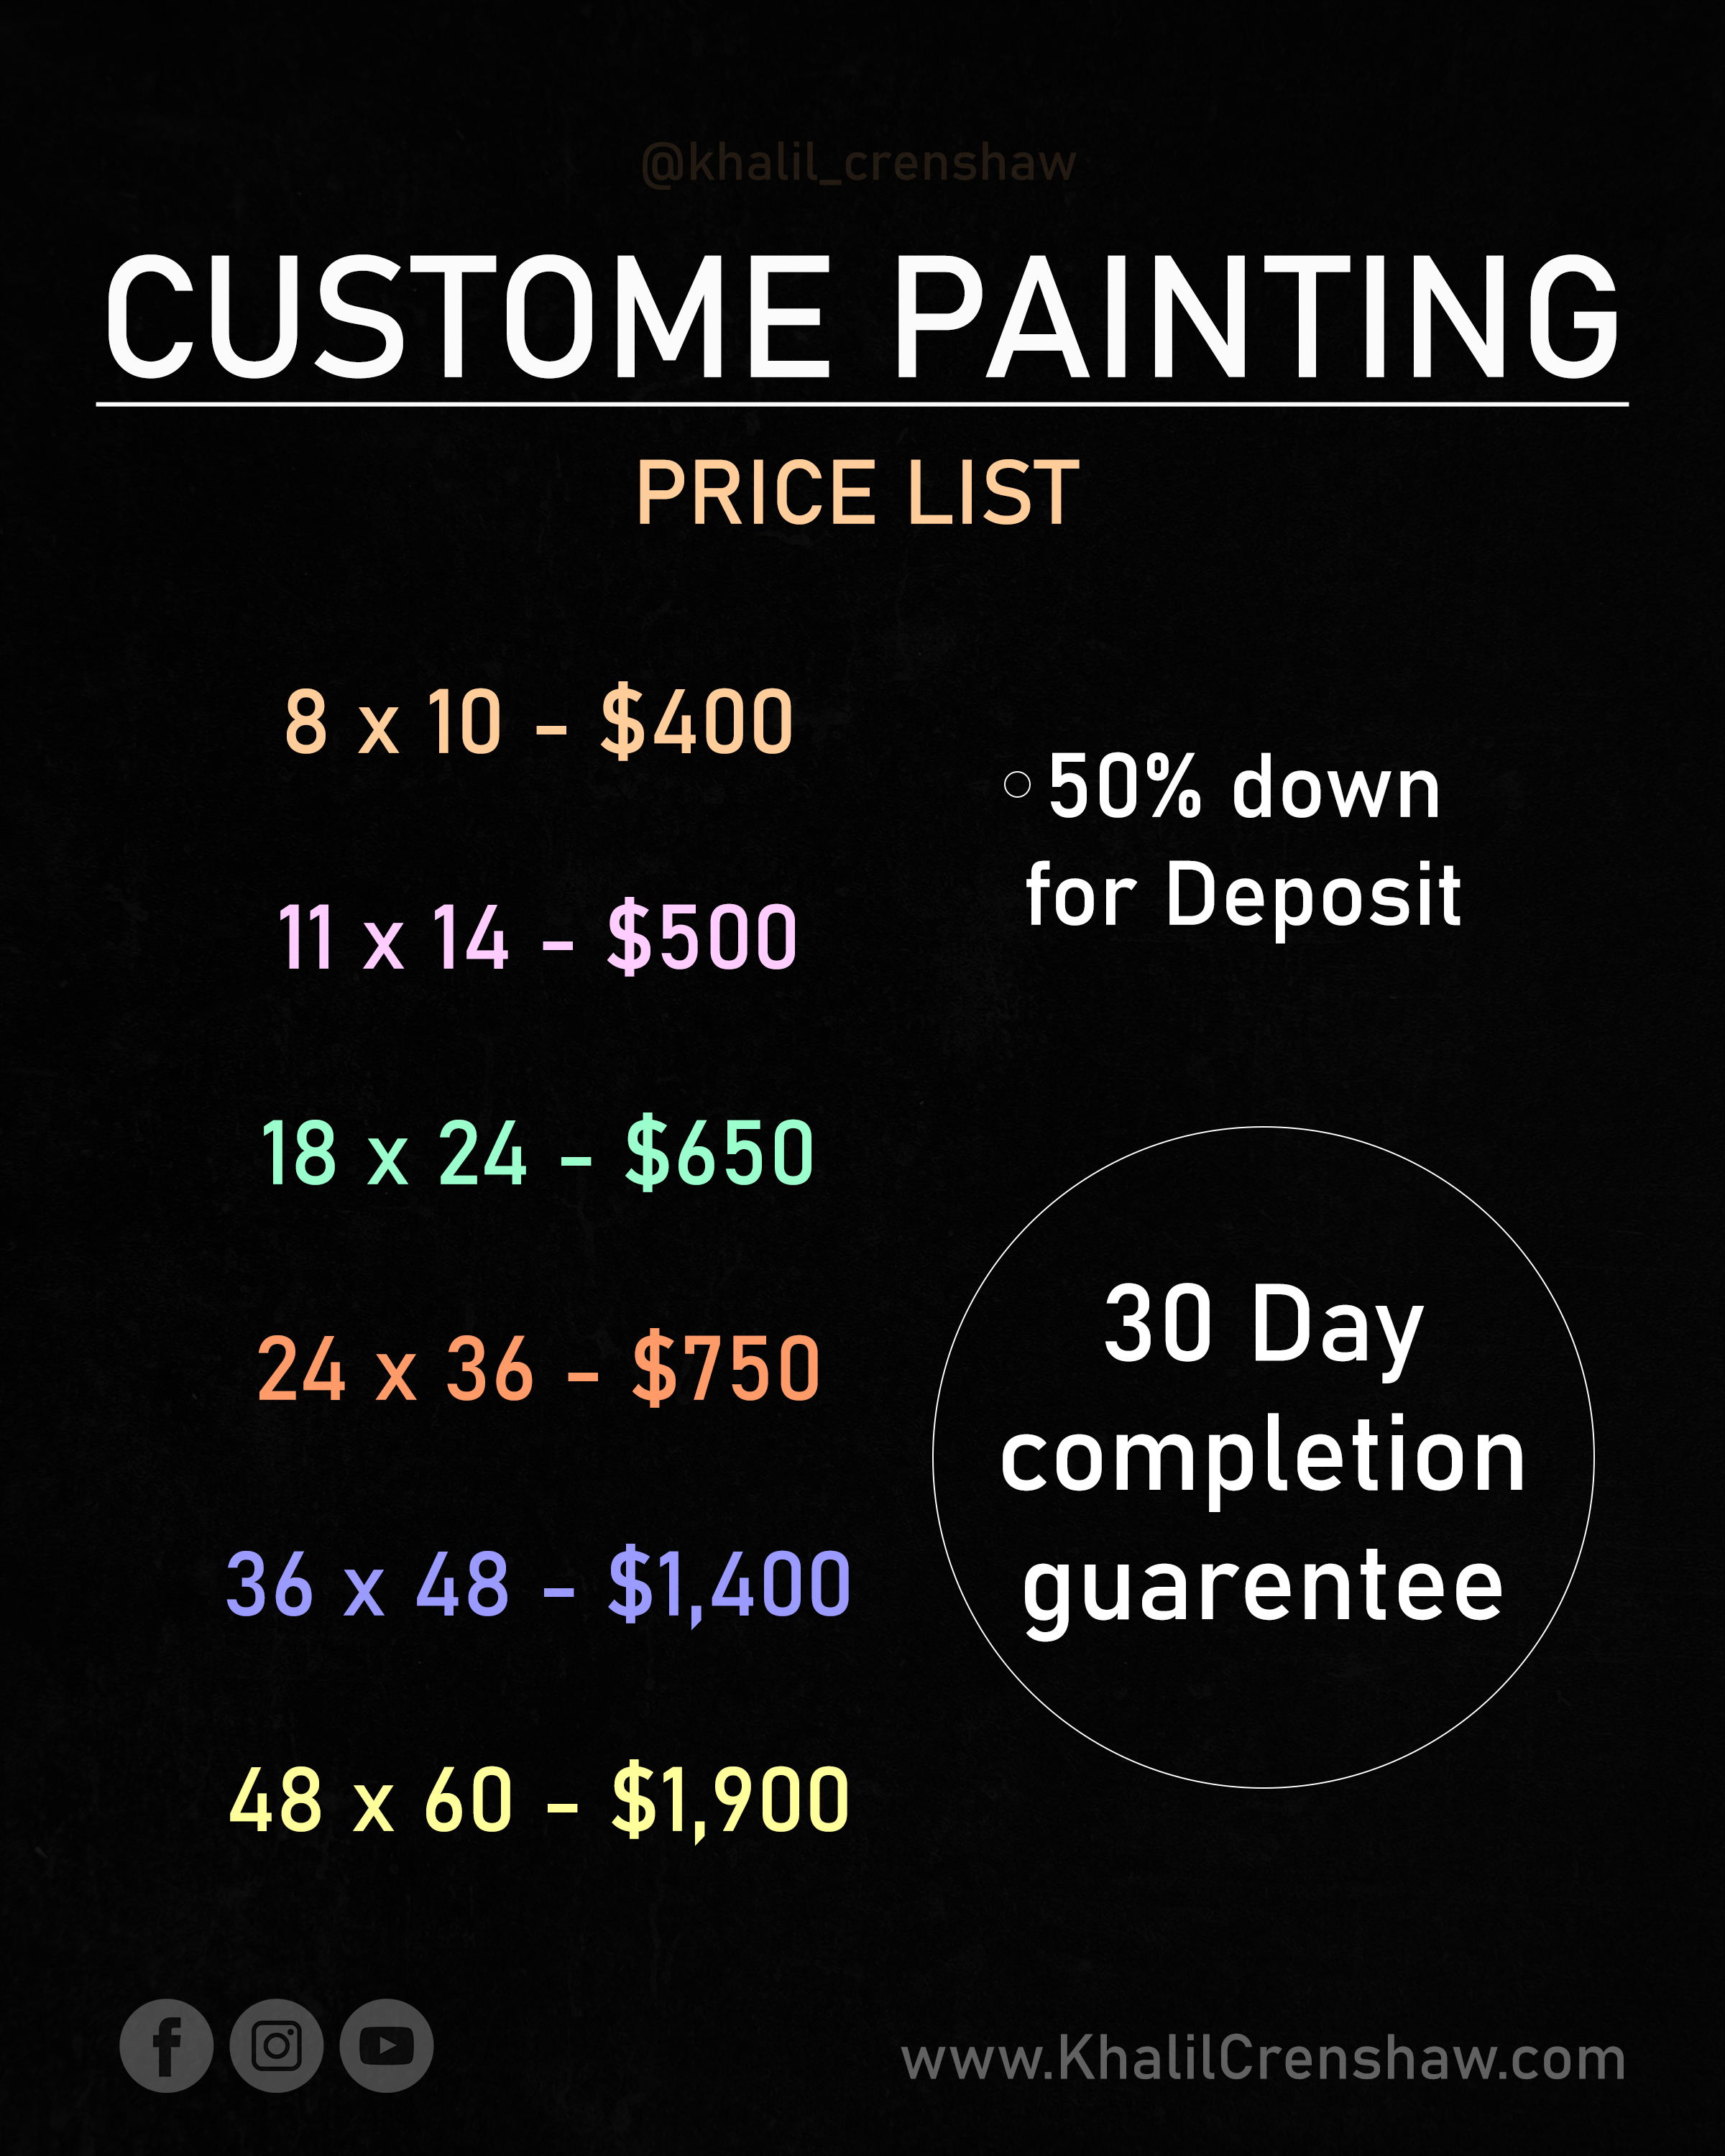 @khalil_crenshaw
CUSTOME PAINTING
PRICE LIST
8 x 10 - $400
11 x 14 - $500
18 x 24 - $650
24 x 36 - $750
36 x 48 - $1,400
48 x 60 - $1,900
50% down
for Deposit
30 Day
completion
guarentee
www.KhalilCrenshaw.com